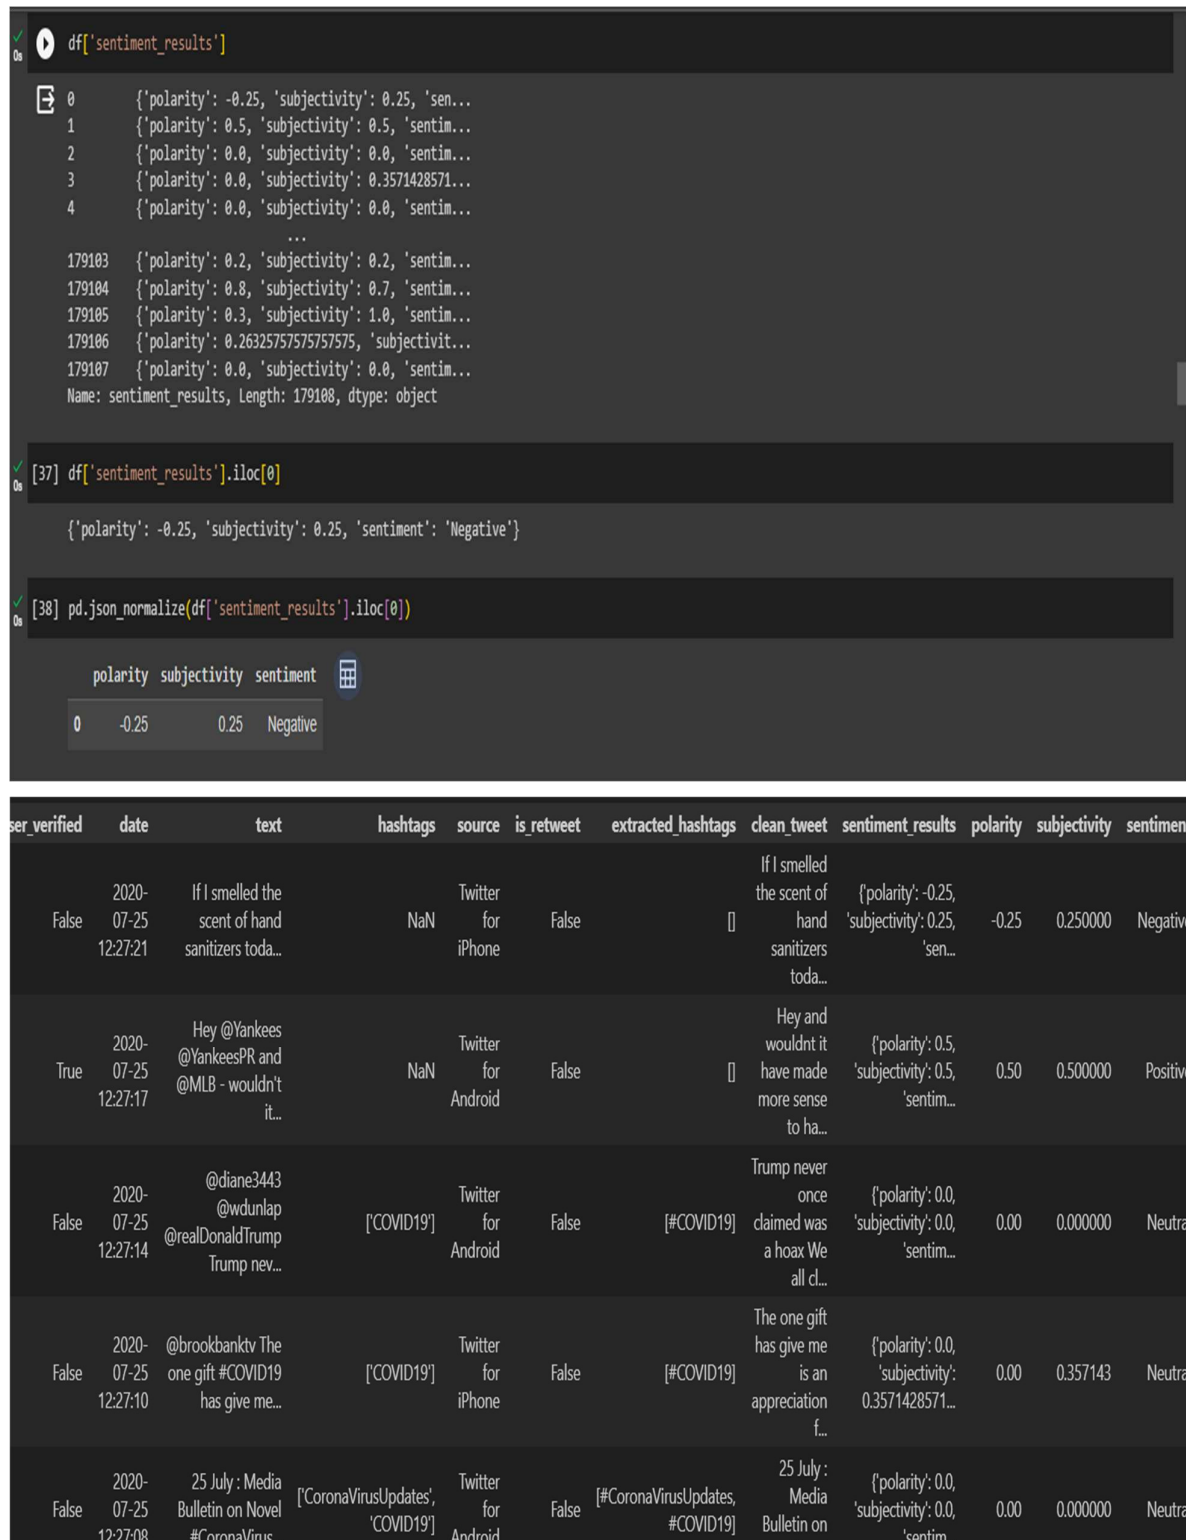 df['sentiment_results']
0s
0 {'polarity': -0.25, 'subjectivity': 0.25, 'sen...
1 {'polarity': 0.5, 'subjectivity': 0.5, 'sentim...
2 {'polarity': 0.0, 'subjectivity': 0.0, 'sentim...
3 {'polarity': 0.0, 'subjectivity': 0.3571428571...
4 {'polarity': 0.0, 'subjectivity': 0.0, 'sentim...
...
179103 {'polarity': 0.2, 'subjectivity': 0.2, 'sentim...
179104 {'polarity': 0.8, 'subjectivity': 0.7, 'sentim...
179105 {'polarity': 0.3, 'subjectivity': 1.0, 'sentim...
179106 {'polarity': 0.26325757575757575, 'subjectivit...
179107 {'polarity': 0.0, 'subjectivity': 0.0, 'sentim...
Name: sentiment_results, Length: 179108, dtype: object
[37] df['sentiment_results'].iloc[0]
0s
{'polarity': -0.25, 'subjectivity': 0.25, 'sentiment': 'Negative'}
[38] pd.json_normalize(df['sentiment_results'].iloc[0])
0s
polarity subjectivity sentiment
0 -0.25 0.25 Negative
ser_verified date text hashtags source is_retweet extracted_hashtags clean_tweet sentiment_results polarity subjectivity sentimen
If I smelled
2020- If I smelled the Twitter the scent of {'polarity': -0.25,
False 07-25 scent of hand NaN for False [] hand 'subjectivity': 0.25, -0.25 0.250000 Negative
12:27:21 sanitizers toda... iPhone sanitizers 'sen...
toda...
Hey and
Hey @Yankees
2020- @YankeesPR and Twitter wouldnt it {'polarity': 0.5,
True 07-25 @MLB - wouldn't NaN for False [] have made 'subjectivity': 0.5, 0.50 0.500000 Positive
12:27:17 it... Android more sense 'sentim...
to ha...
Trump never
@diane3443
2020- @wdunlap Twitter once {'polarity': 0.0,
False 07-25 @realDonaldTrump ['COVID19'] for False [#COVID19] claimed was 'subjectivity': 0.0, 0.00 0.000000 Neutra
12:27:14 Trump nev... Android a hoax We 'sentim...
all cl...
The one gift
2020- @brookbanktv The Twitter has give me {'polarity': 0.0,
False 07-25 one gift #COVID19 ['COVID19'] for False [#COVID19] is an 'subjectivity': 0.00 0.357143 Neutra
12:27:10 has give me... iPhone appreciation 0.3571428571...
f...
25 July :
2020- 25 July : Media ['CoronaVirusUpdates', Twitter [#CoronaVirusUpdates, Media {'polarity': 0.0,
False 07-25 Bulletin on Novel 'COVID19'] for False #COVID19] Bulletin on 'subjectivity': 0.0, 0.00 0.000000 Neutra
12:27:08 #CoronaVirus Android 'sentim